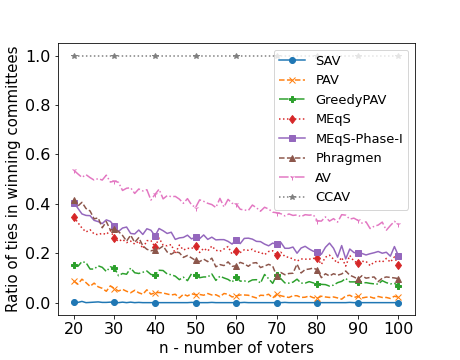 Ratio of ties in winning committees
1.0
0.8
0.6
0.4
0.2
0.0
SAV
PAV
GreedyPAV
MEqS
MEqS-Phase-I
Phragmen
AV
CCAV
20 30 40 50 60 70 80 90 100
n - number of voters